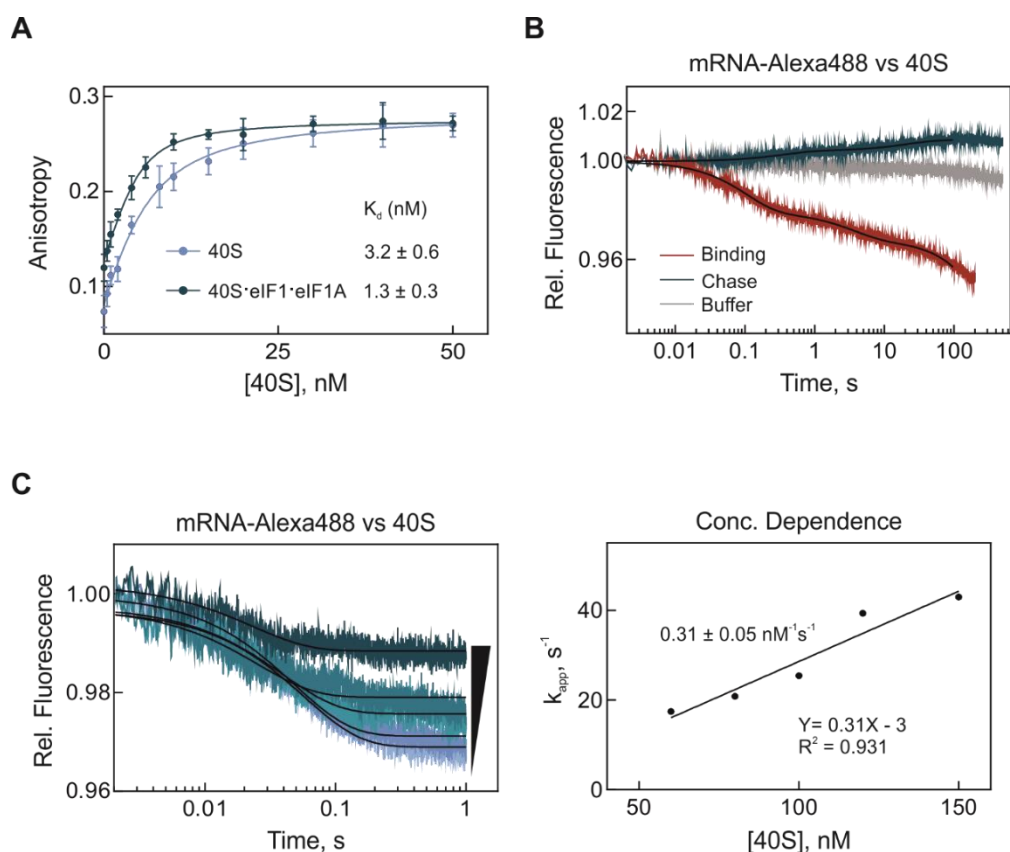 A
0.3
0.2
0.1
Anisotropy
K_d (nM)
40S 3.2 ± 0.6
40S·eIF1·eIF1A 1.3 ± 0.3
0 25 50
[40S], nM
B
mRNA-Alexa488 vs 40S
1.02
1.00
0.96
Rel. Fluorescence
Binding
Chase
Buffer
0.01 0.1 1 10 100
Time, s
C
mRNA-Alexa488 vs 40S
1.00
0.98
0.96
Rel. Fluorescence
0.01 0.1 1
Time, s
Conc. Dependence
40
20
0
k_app, s⁻¹
0.31 ± 0.05 nM⁻¹s⁻¹
Y= 0.31X - 3
R² = 0.931
50 100 150
[40S], nM